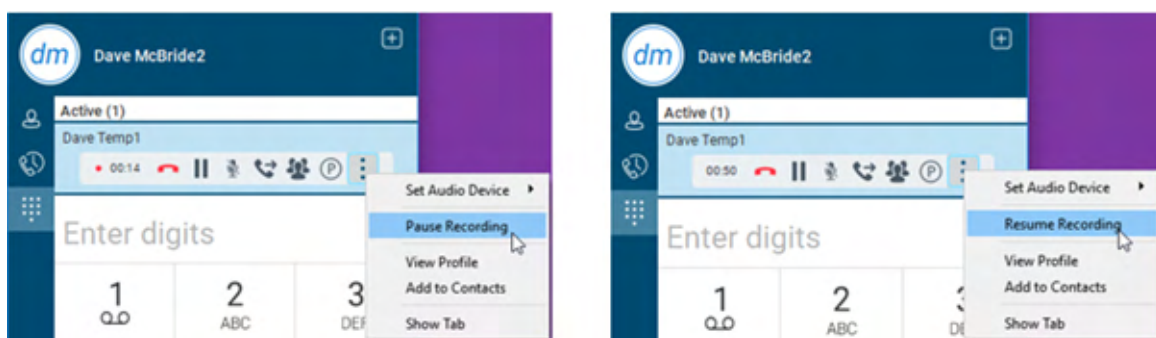 dm Dave McBride2
Active (1)
Dave Temp1
00:14 P
Set Audio Device
Pause Recording
Enter digits
View Profile
Add to Contacts
1 2 3
ABC DEF
Show Tab
dm Dave McBride2
Active (1)
Dave Temp1
00:50 P
Set Audio Device
Resume Recording
Enter digits
View Profile
Add to Contacts
1 2
ABC
Show Tab